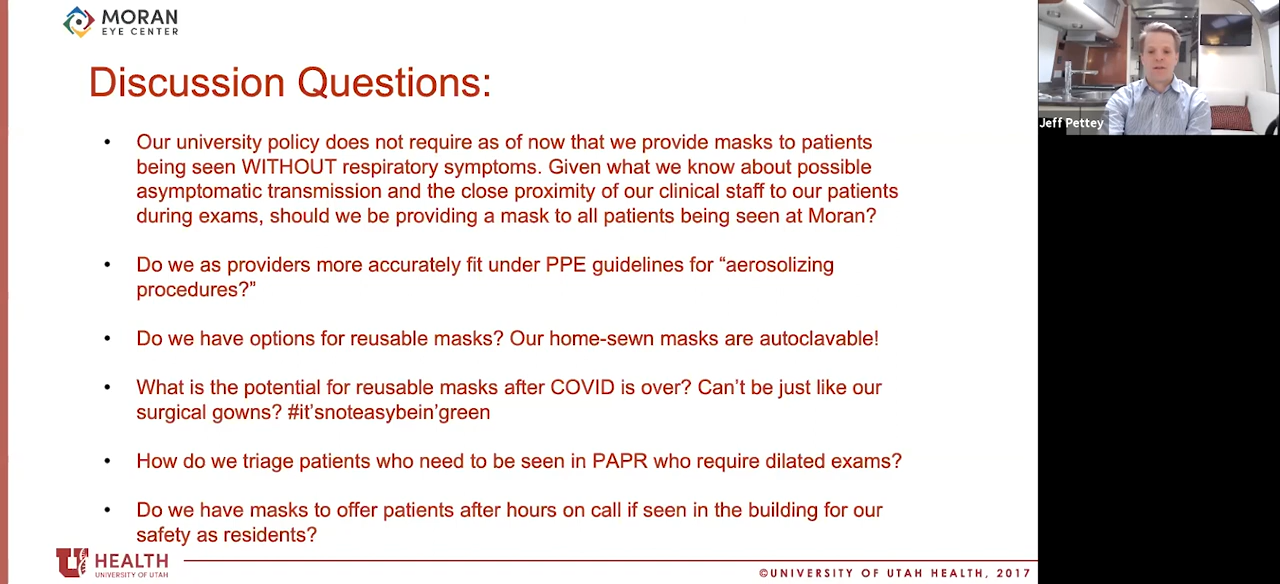 MORAN
EYE CENTER
Discussion Questions:
• Our university policy does not require as of now that we provide masks to patients
being seen WITHOUT respiratory symptoms. Given what we know about possible
asymptomatic transmission and the close proximity of our clinical staff to our patients
during exams, should we be providing a mask to all patients being seen at Moran?
• Do we as providers more accurately fit under PPE guidelines for “aerosolizing
procedures?”
• Do we have options for reusable masks? Our home-sewn masks are autoclavable!
• What is the potential for reusable masks after COVID is over? Can’t be just like our
surgical gowns? #it’snoteasybein’green
• How do we triage patients who need to be seen in PAPR who require dilated exams?
• Do we have masks to offer patients after hours on call if seen in the building for our
safety as residents?
U HEALTH
UNIVERSITY OF UTAH
©UNIVERSITY OF UTAH HEALTH, 2017
Jeff Pettey